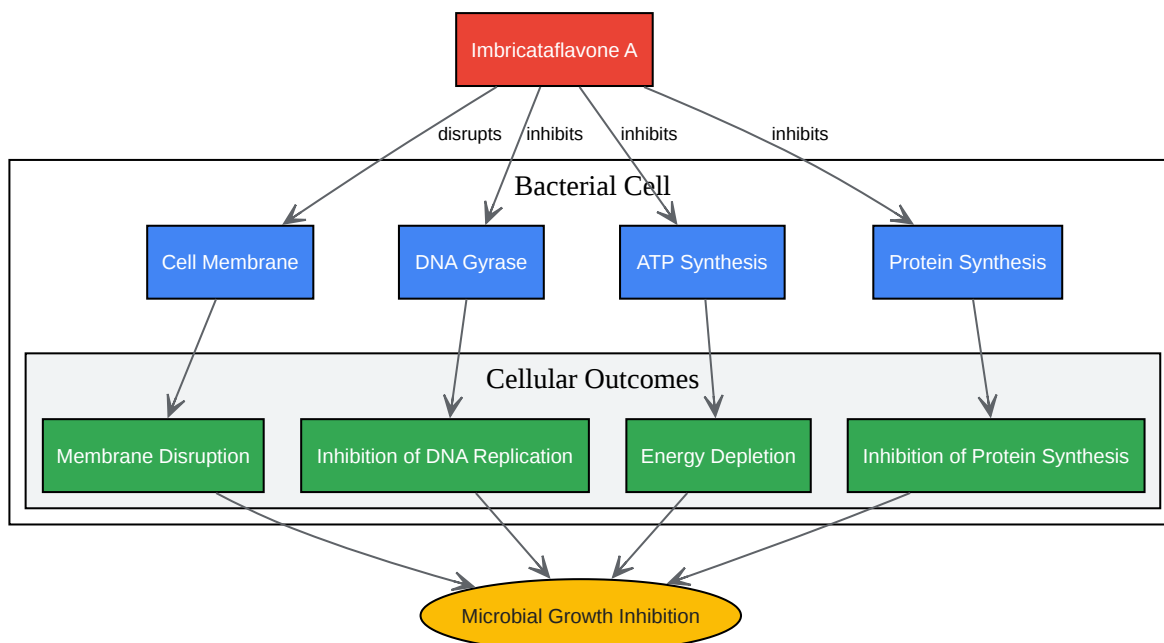 Imbricataflavone A
disrupts
inhibits
inhibits
inhibits
Bacterial Cell
Cell Membrane
DNA Gyrase
ATP Synthesis
Protein Synthesis
Cellular Outcomes
Membrane Disruption
Inhibition of DNA Replication
Energy Depletion
Inhibition of Protein Synthesis
Microbial Growth Inhibition